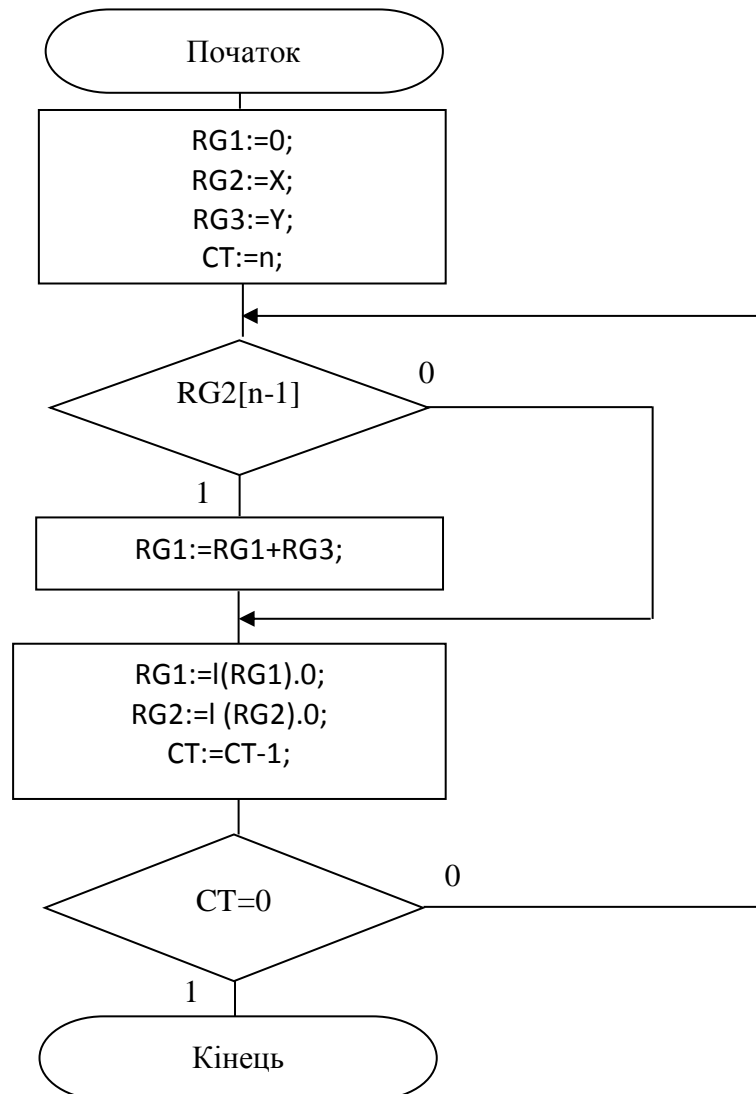 Початок
RG1:=0;
RG2:=X;
RG3:=Y;
CT:=n;
RG2[n-1]
0
1
RG1:=RG1+RG3;
RG1:=l(RG1).0;
RG2:=l (RG2).0;
CT:=CT-1;
CT=0
0
1
Кінець